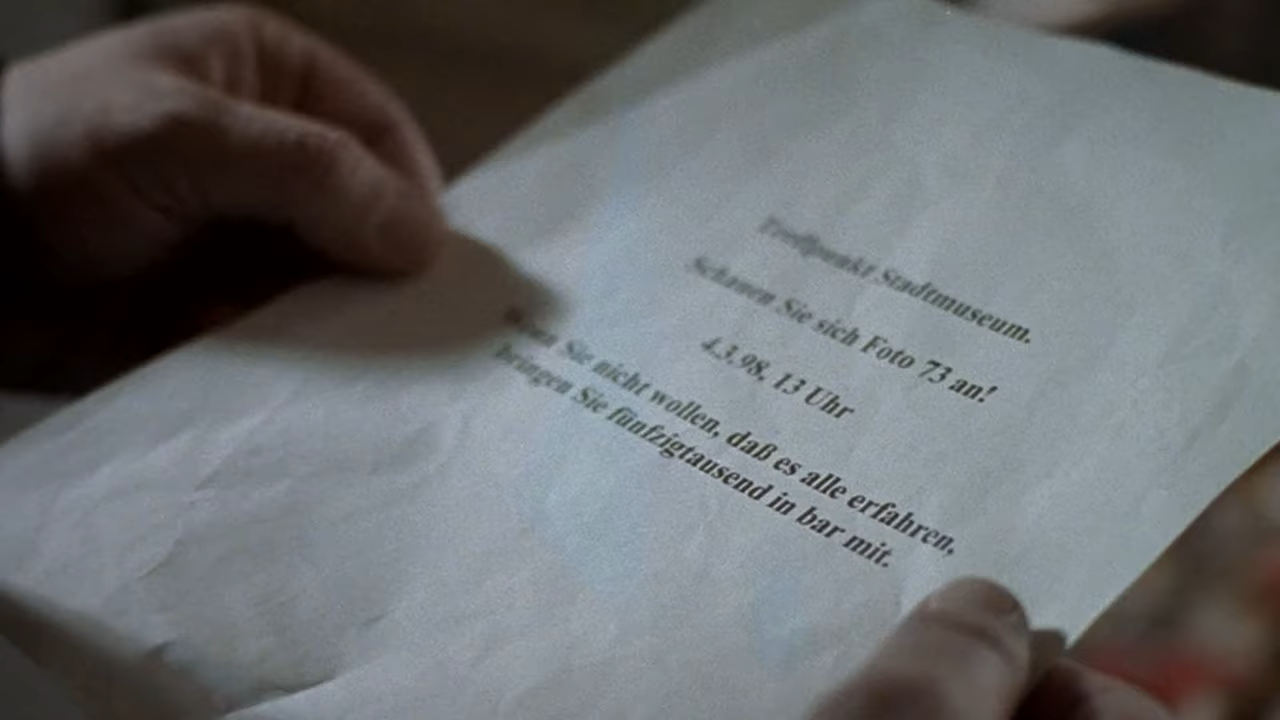 Treffpunkt Stadtmuseum.
Schauen Sie sich Foto 73 an!
4.3.98, 13 Uhr
Wenn Sie nicht wollen, daß es alle erfahren,
bringen Sie fünfzigtausend in bar mit.